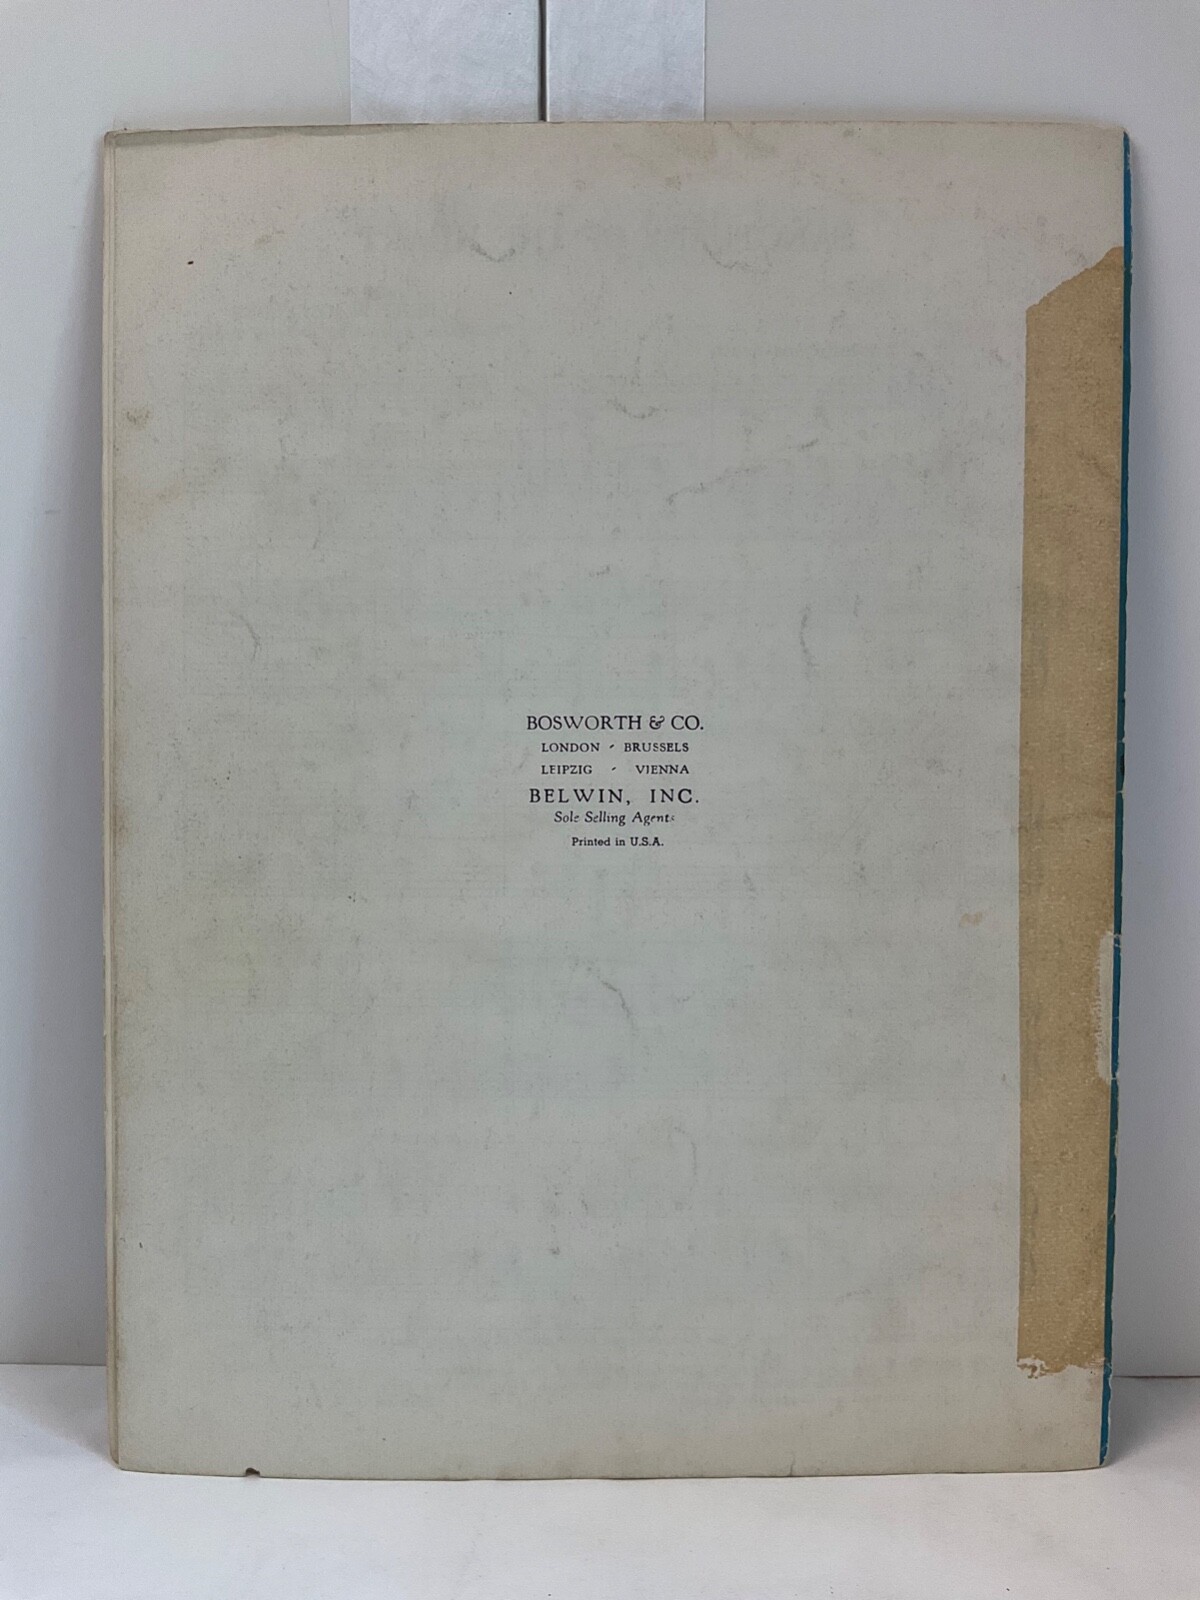 BOSWORTH & CO.
LONDON - BRUSSELS
LEIPZIG - VIENNA
BELWIN, INC.
Sole Selling Agents
Printed in U.S.A.